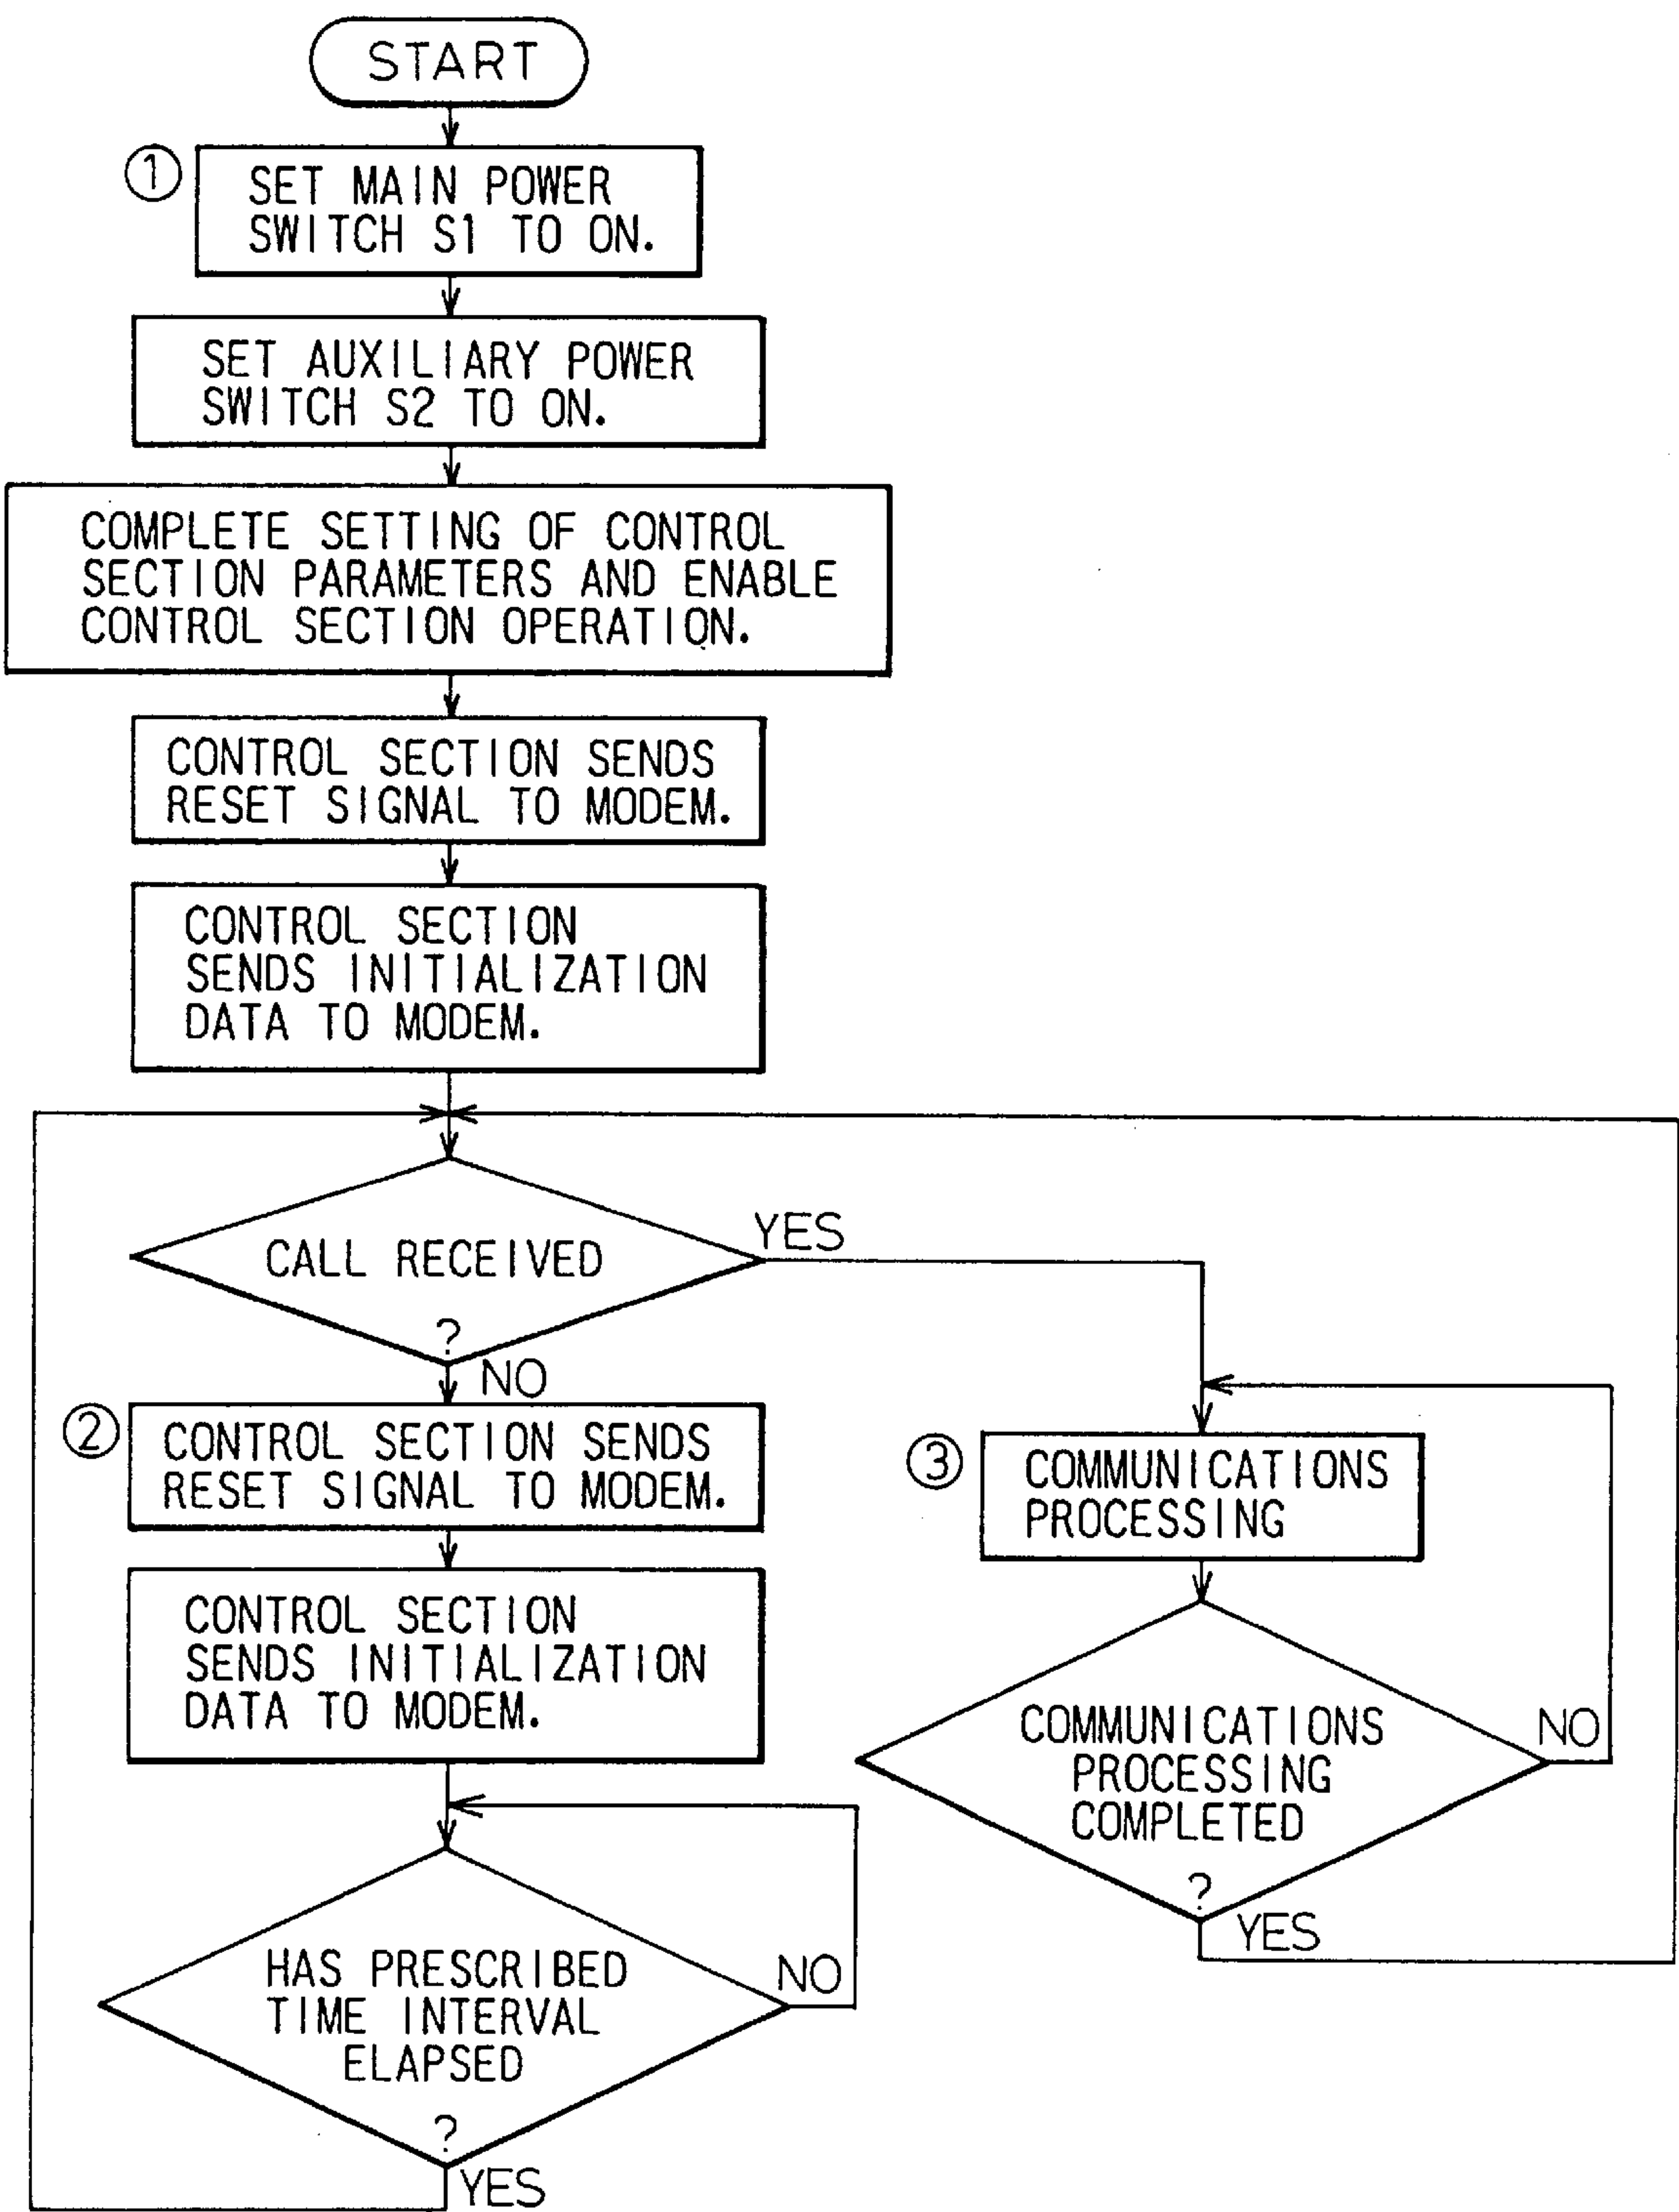 START
①
SET MAIN POWER
SWITCH S1 TO ON.
SET AUXILIARY POWER
SWITCH S2 TO ON.
COMPLETE SETTING OF CONTROL
SECTION PARAMETERS AND ENABLE
CONTROL SECTION OPERATION.
CONTROL SECTION SENDS
RESET SIGNAL TO MODEM.
CONTROL SECTION
SENDS INITIALIZATION
DATA TO MODEM.
CALL RECEIVED
?
YES
NO
②
CONTROL SECTION SENDS
RESET SIGNAL TO MODEM.
CONTROL SECTION
SENDS INITIALIZATION
DATA TO MODEM.
HAS PRESCRIBED
TIME INTERVAL
ELAPSED
?
NO
YES
③
COMMUNICATIONS
PROCESSING
COMMUNICATIONS
PROCESSING
COMPLETED
?
NO
YES